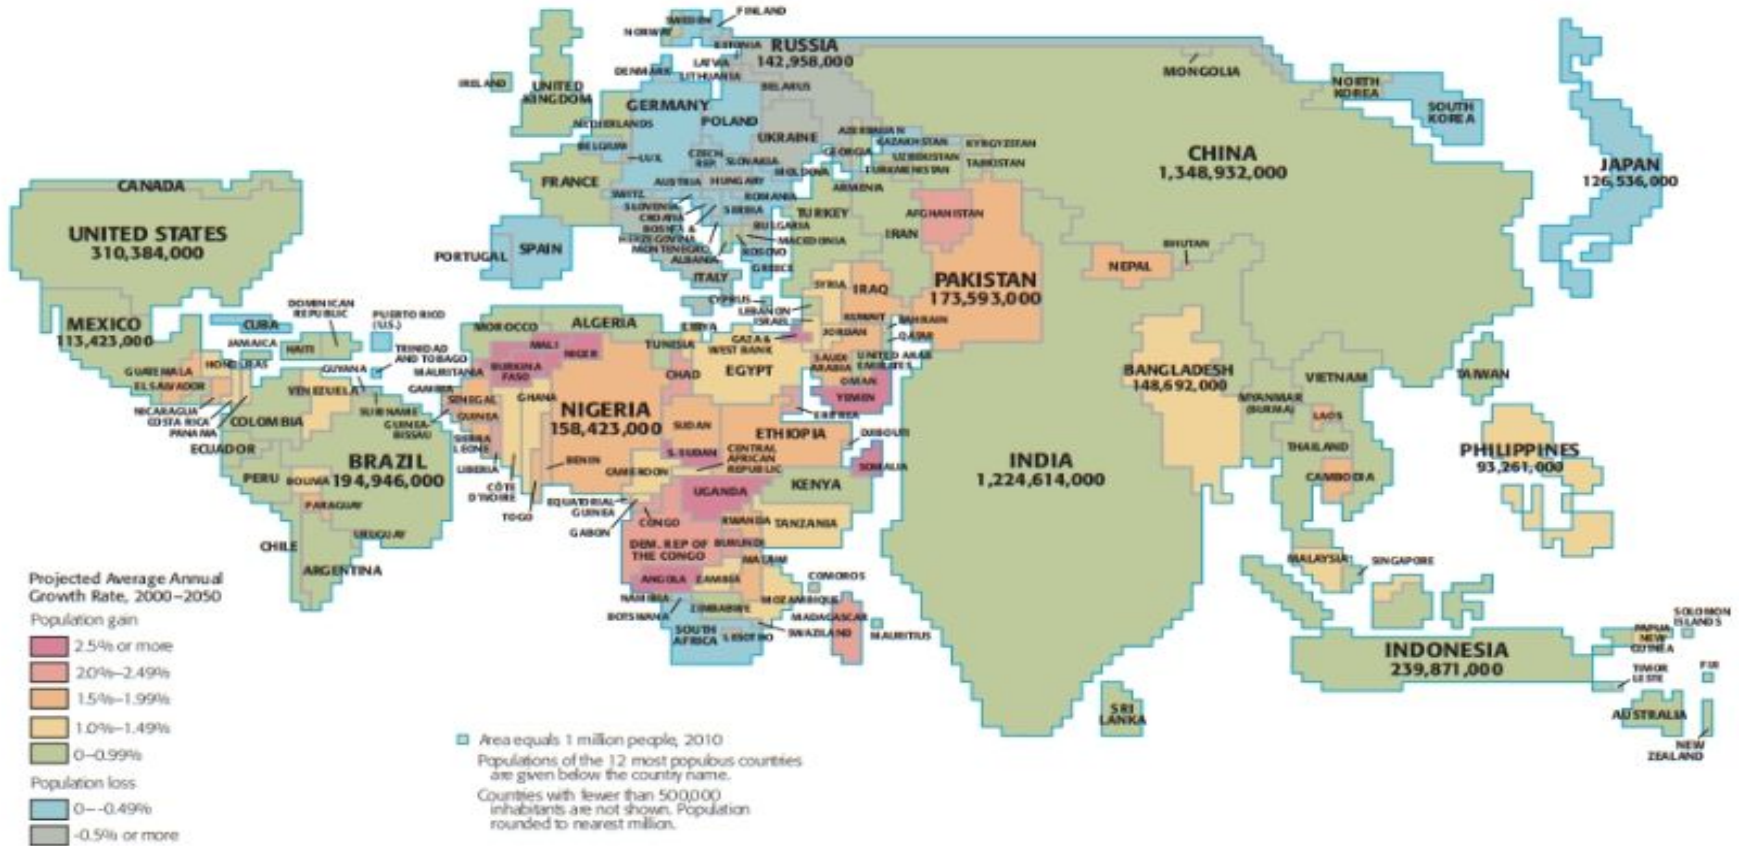 FINLAND
SWEDEN
NORWAY
ESTONIA
RUSSIA
142,958,000
LATVIA
LITHUANIA
DENMARK
IRELAND
UNITED
KINGDOM
BELARUS
MONGOLIA
NORTH
KOREA
SOUTH
KOREA
GERMANY
POLAND
NETHERLANDS
UKRAINE
BELGIUM
LUX.
CZECH
REP.
SLOVAKIA
MOLDOVA
AZERBAIJAN
KAZAKHSTAN
GEORGIA
KYRGYZSTAN
UZBEKISTAN
TAJIKISTAN
TURKMENISTAN
ARMENIA
CHINA
1,348,932,000
JAPAN
126,536,000
FRANCE
AUSTRIA
HUNGARY
SWITZ.
ROMANIA
SLOVENIA
CROATIA
SERBIA
BOSNIA &
HERZEGOVINA
MONTENEGRO
BULGARIA
MACEDONIA
KOSOVO
ALBANIA
GREECE
ITALY
TURKEY
AFGHANISTAN
IRAN
CANADA
UNITED STATES
310,384,000
PORTUGAL
SPAIN
PAKISTAN
173,593,000
NEPAL
BHUTAN
MEXICO
113,423,000
CUBA
DOMINICAN
REPUBLIC
PUERTO RICO
(U.S.)
JAMAICA
HAITI
TRINIDAD
AND TOBAGO
GUATEMALA
HONDURAS
EL SALVADOR
NICARAGUA
COSTA RICA
PANAMA
GUYANA
VENEZUELA
SURINAME
COLOMBIA
ECUADOR
BRAZIL
194,946,000
PERU
BOLIVIA
PARAGUAY
URUGUAY
CHILE
ARGENTINA
MOROCCO
ALGERIA
TUNISIA
LIBYA
CYPRUS
LEBANON
ISRAEL
SYRIA
IRAQ
GAZA &
WEST BANK
JORDAN
KUWAIT
BAHRAIN
QATAR
SAUDI
ARABIA
UNITED ARAB
EMIRATES
OMAN
YEMEN
MALI
NIGER
MAURITANIA
BURKINA
FASO
CHAD
EGYPT
GAMBIA
SENEGAL
GHANA
GUINEA
GUINEA-
BISSAU
SIERRA
LEONE
LIBERIA
CÔTE
D'IVOIRE
TOGO
BENIN
NIGERIA
158,423,000
SUDAN
ERITREA
ETHIOPIA
DJIBOUTI
S. SUDAN
CENTRAL
AFRICAN
REPUBLIC
SOMALIA
CAMEROON
EQUATORIAL
GUINEA
GABON
CONGO
UGANDA
KENYA
RWANDA
TANZANIA
DEM. REP OF
THE CONGO
BURUNDI
MALAWI
ANGOLA
ZAMBIA
COMOROS
NAMIBIA
MOZAMBIQUE
BOTSWANA
ZIMBABWE
MADAGASCAR
SOUTH
AFRICA
LESOTHO
SWAZILAND
MAURITIUS
INDIA
1,224,614,000
BANGLADESH
148,692,000
MYANMAR
(BURMA)
VIETNAM
TAIWAN
LAOS
THAILAND
CAMBODIA
PHILIPPINES
93,261,000
MALAYSIA
SINGAPORE
SRI
LANKA
INDONESIA
239,871,000
SOLOMON
ISLANDS
PAPUA
NEW
GUINEA
TIMOR
LESTE
FIJI
AUSTRALIA
NEW
ZEALAND
Projected Average Annual
Growth Rate, 2000–2050
Population gain
2.5% or more
2.0%–2.49%
1.5%–1.99%
1.0%–1.49%
0–0.99%
Population loss
0–-0.49%
-0.5% or more
Area equals 1 million people, 2010
Populations of the 12 most populous countries
are given below the country name.
Countries with fewer than 500,000
inhabitants are not shown. Population
rounded to nearest million.